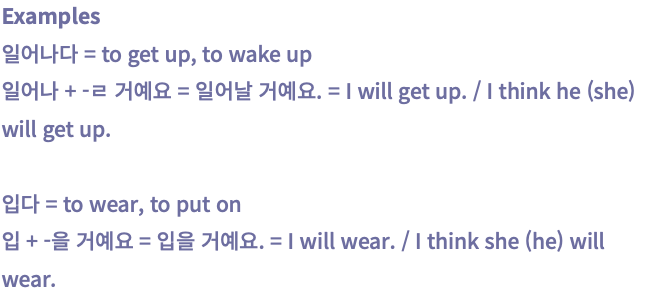 Examples
일어나다 = to get up, to wake up
일어나 + -ㄹ 거예요 = 일어날 거예요. = I will get up. / I think he (she)
will get up.
입다 = to wear, to put on
입 + -을 거예요 = 입을 거예요. = I will wear. / I think she (he) will
wear.